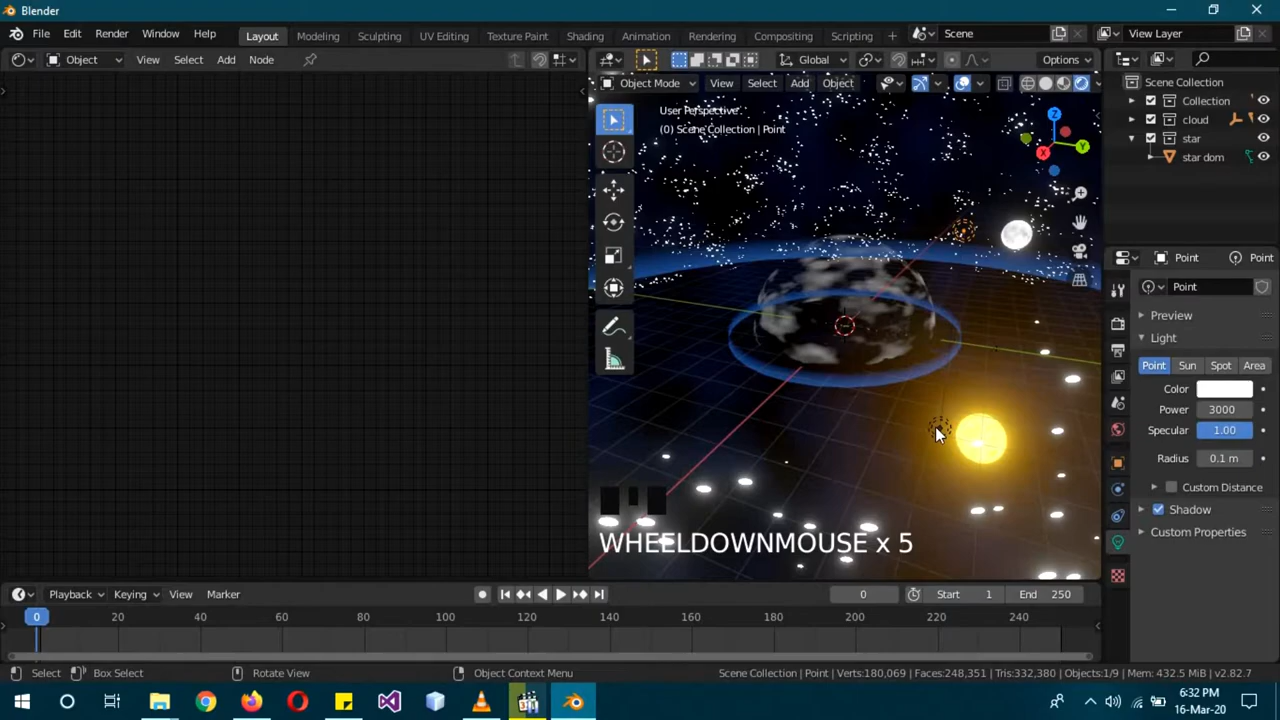 Blender
File Edit Render Window Help Layout Modeling Sculpting UV Editing Texture Paint Shading Animation Rendering Compositing Scripting + Scene View Layer
Object View Select Add Node Global Options
Object Mode View Select Add Object
User Perspective
(0) Scene Collection | Point
Z
X
Y
WHEELDOWNMOUSE x 5
Scene Collection
Collection
cloud
star
star dom
Point Point
Point
Preview
Light
Point Sun Spot Area
Color
Power 3000
Specular 1.00
Radius 0.1 m
Custom Distance
Shadow
Custom Properties
Playback Keying View Marker 0 Start 1 End 250
0 20 40 60 80 100 120 140 160 180 200 220 240
Select Box Select Rotate View Object Context Menu Scene Collection | Point | Verts:180,069 | Faces:248,351 | Tris:332,380 | Objects:1/9 | Mem: 432.5 MiB | v2.82.7
6:32 PM
16-Mar-20